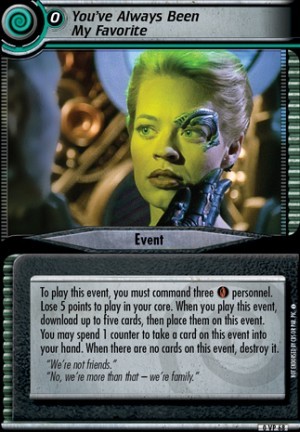 0
You've Always Been
My Favorite
Event
To play this event, you must command three personnel.
Lose 5 points to play in your core. When you play this event,
download up to five cards, then place them on this event.
You may spend 1 counter to take a card on this event into
your hand. When there are no cards on this event, destroy it.
"We're not friends."
"No, we're more than that – we're family."
0 VP 68